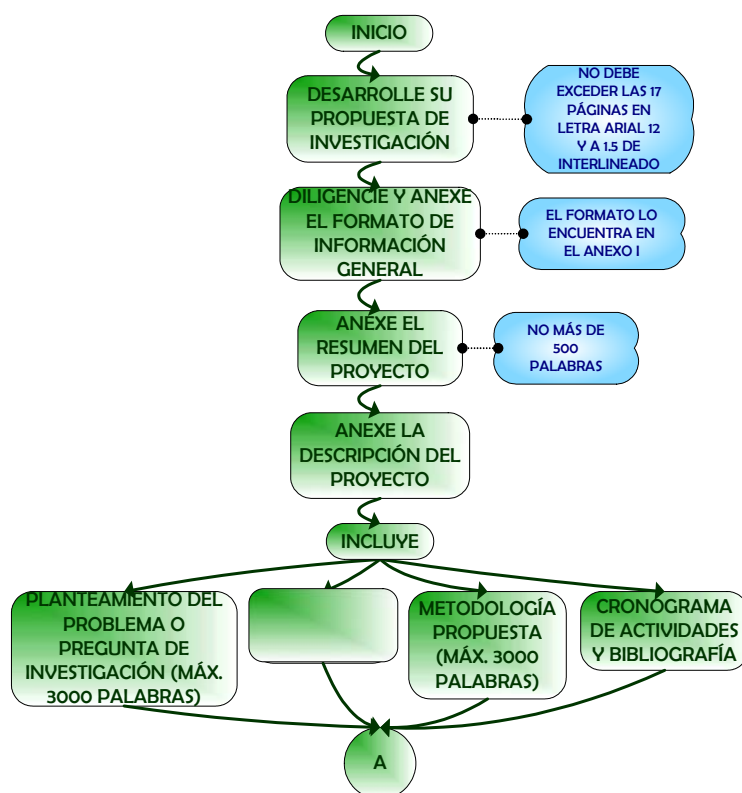 INICIO
DESARROLLE SU
PROPUESTA DE
INVESTIGACIÓN
NO DEBE
EXCEDER LAS 17
PÁGINAS EN
LETRA ARIAL 12
Y A 1.5 DE
INTERLINEADO
DILIGENCIE Y ANEXE
EL FORMATO DE
INFORMACIÓN
GENERAL
EL FORMATO LO
ENCUENTRA EN
EL ANEXO I
ANEXE EL
RESUMEN DEL
PROYECTO
NO MÁS DE
500
PALABRAS
ANEXE LA
DESCRIPCIÓN DEL
PROYECTO
INCLUYE
PLANTEAMIENTO DEL
PROBLEMA O
PREGUNTA DE
INVESTIGACIÓN (MÁX.
3000 PALABRAS)
METODOLOGÍA
PROPUESTA
(MÁX. 3000
PALABRAS)
CRONOGRAMA
DE ACTIVIDADES
Y BIBLIOGRAFÍA
A